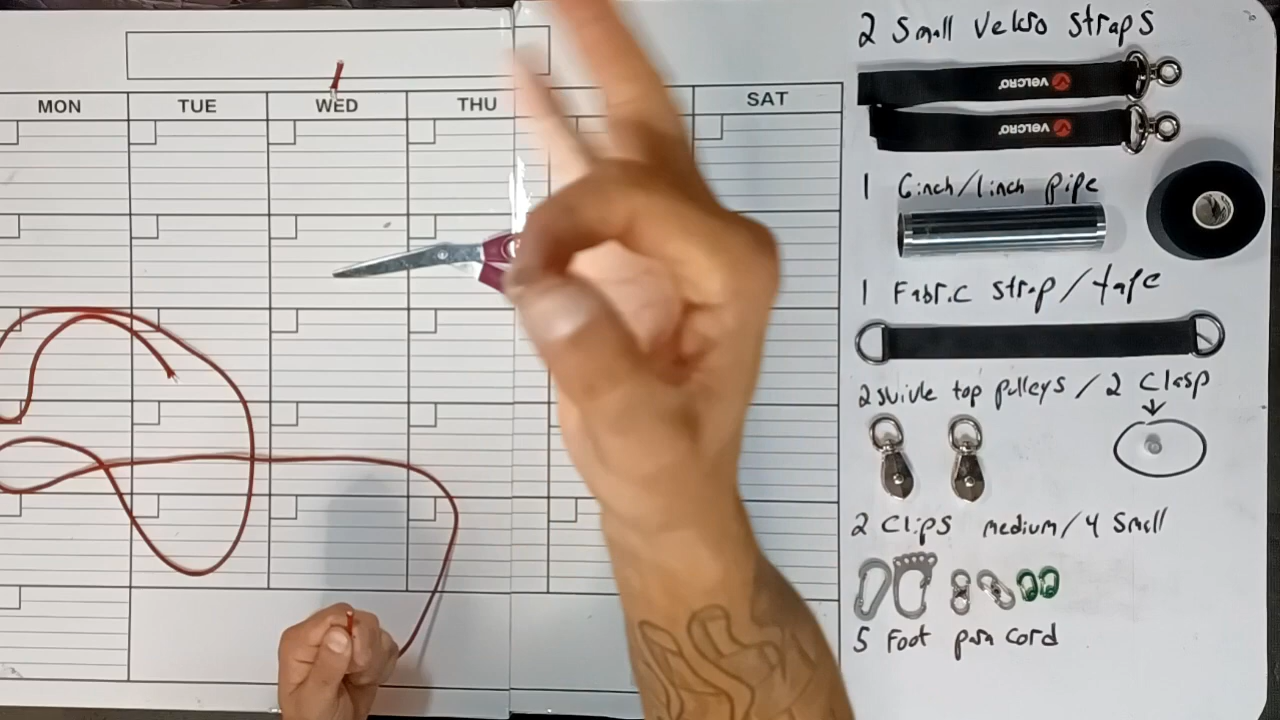 MON TUE WED THU SAT
2 Small Velcro Straps
VELCRO
VELCRO
1 6inch/1inch pipe
1 Fabric strap/tape
2 swivle top pulleys / 2 Clasp
2 Clips medium/4 Small
5 Foot para Cord